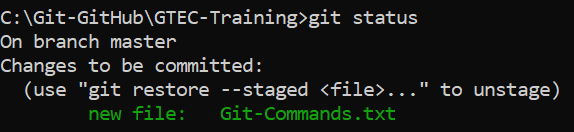 C:\Git-GitHub\GTEC-Training>git status
On branch master
Changes to be committed:
  (use "git restore --staged <file>..." to unstage)
        new file:   Git-Commands.txt